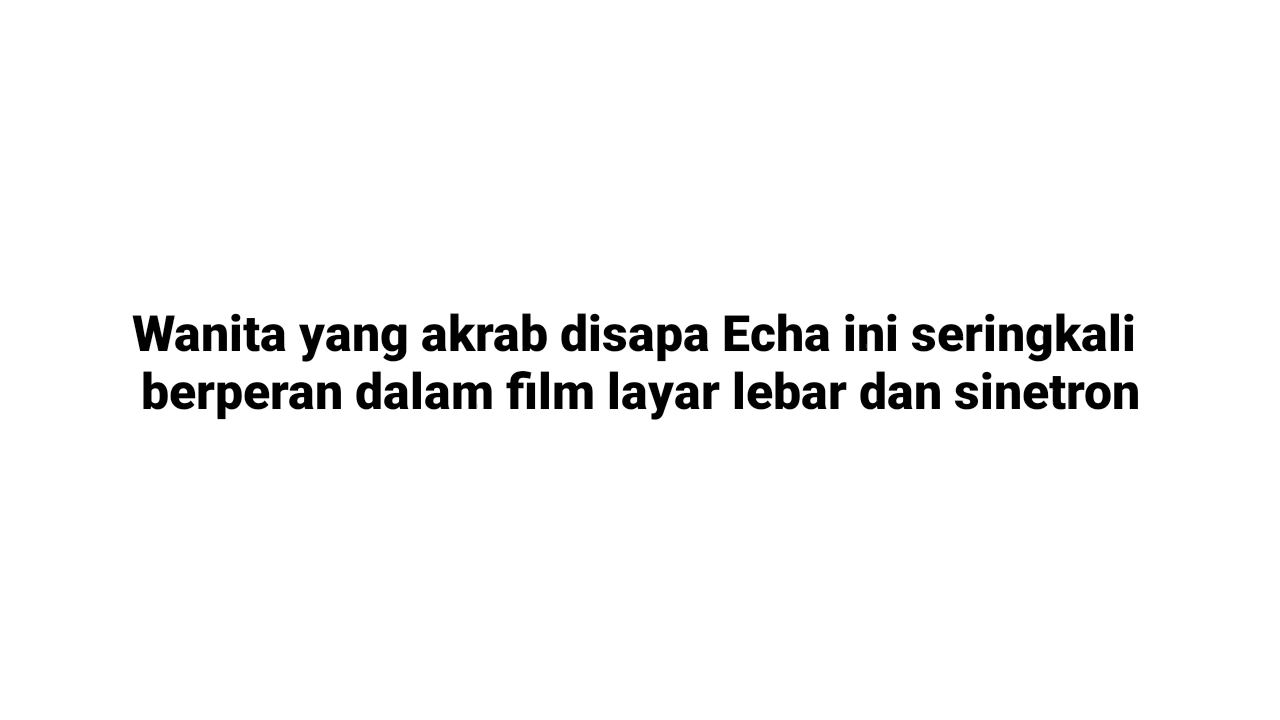 Wanita yang akrab disapa Echa ini seringkali
berperan dalam film layar lebar dan sinetron